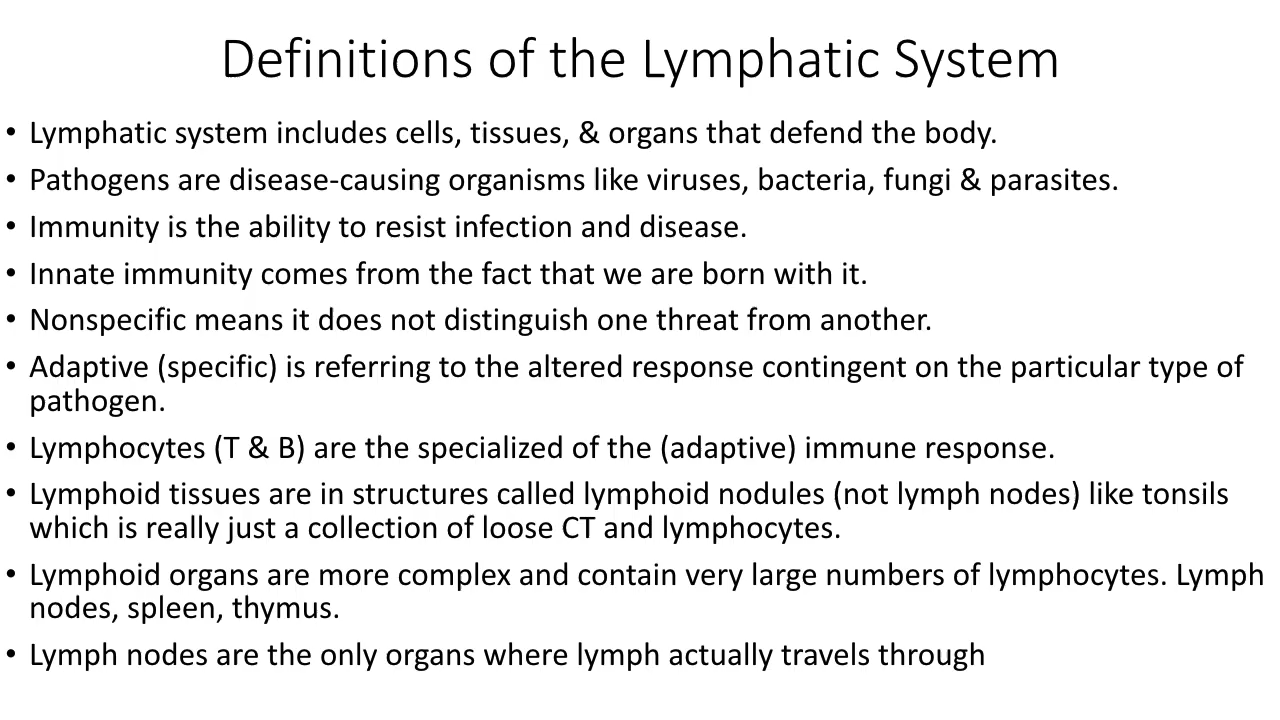 Definitions of the Lymphatic System
• Lymphatic system includes cells, tissues, & organs that defend the body.
• Pathogens are disease-causing organisms like viruses, bacteria, fungi & parasites.
• Immunity is the ability to resist infection and disease.
• Innate immunity comes from the fact that we are born with it.
• Nonspecific means it does not distinguish one threat from another.
• Adaptive (specific) is referring to the altered response contingent on the particular type of
pathogen.
• Lymphocytes (T & B) are the specialized of the (adaptive) immune response.
• Lymphoid tissues are in structures called lymphoid nodules (not lymph nodes) like tonsils
which is really just a collection of loose CT and lymphocytes.
• Lymphoid organs are more complex and contain very large numbers of lymphocytes. Lymph
nodes, spleen, thymus.
• Lymph nodes are the only organs where lymph actually travels through